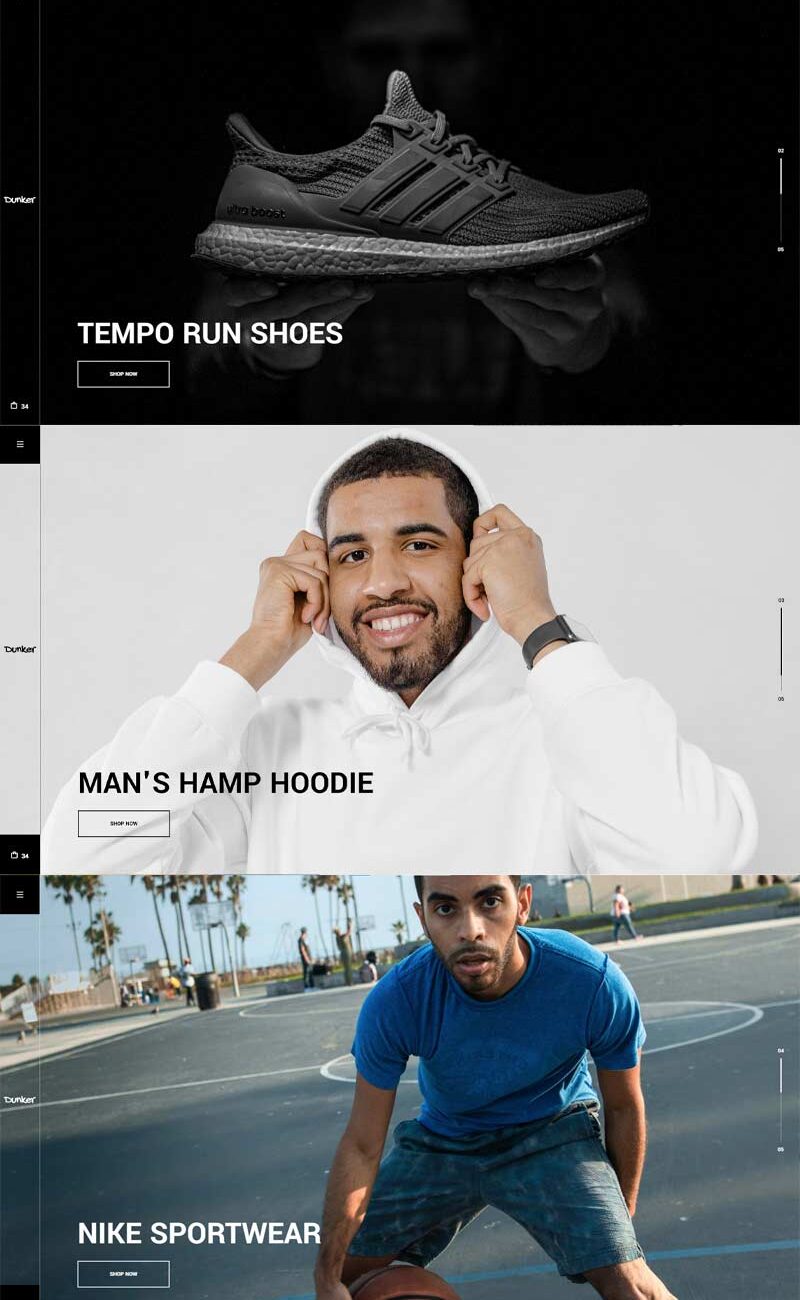 02
Dunker
ultra boost
05
TEMPO RUN SHOES
SHOP NOW
34
03
Dunker
05
MAN'S HAMP HOODIE
SHOP NOW
34
04
Dunker
05
NIKE SPORTWEAR
SHOP NOW